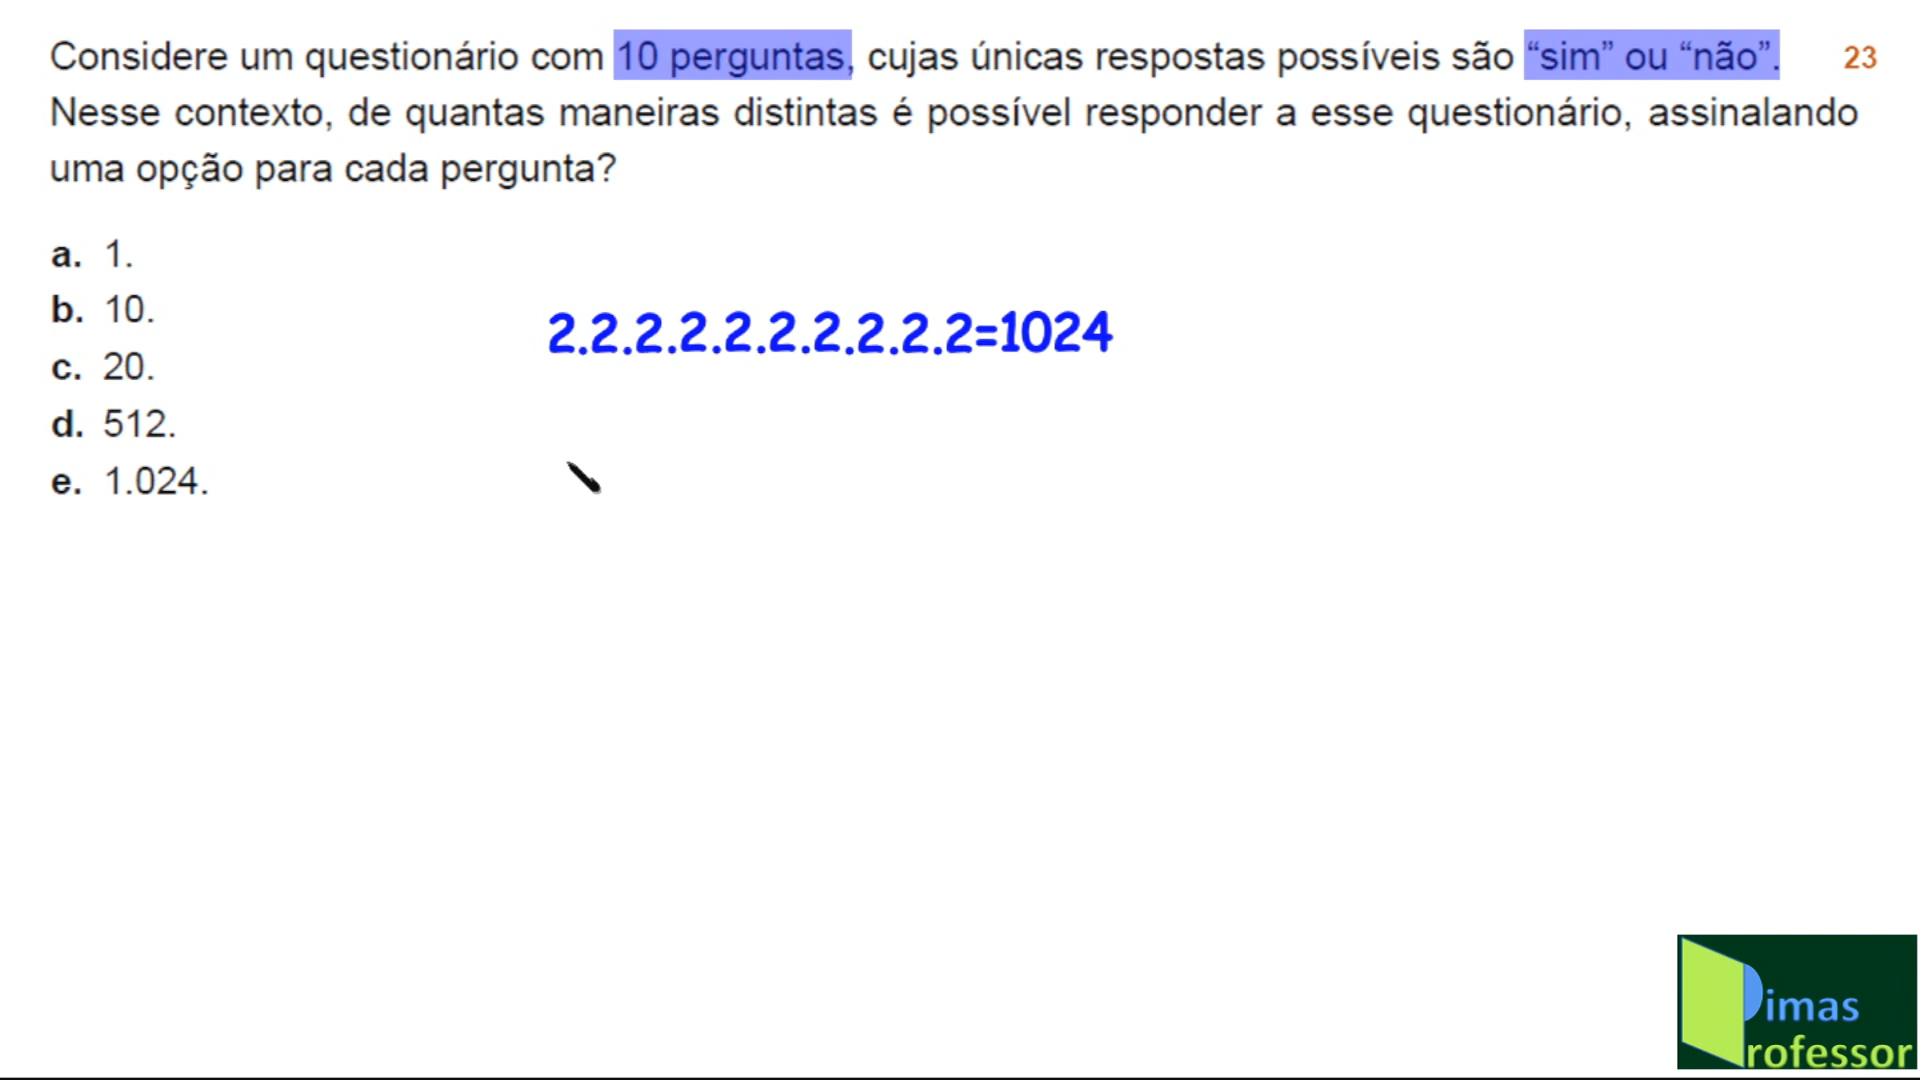 Considere um questionário com 10 perguntas, cujas únicas respostas possíveis são “sim” ou “não”. 23
Nesse contexto, de quantas maneiras distintas é possível responder a esse questionário, assinalando
uma opção para cada pergunta?
a. 1.
b. 10.
c. 20.
d. 512.
e. 1.024.
2.2.2.2.2.2.2.2.2.2=1024
Dimas
Professor